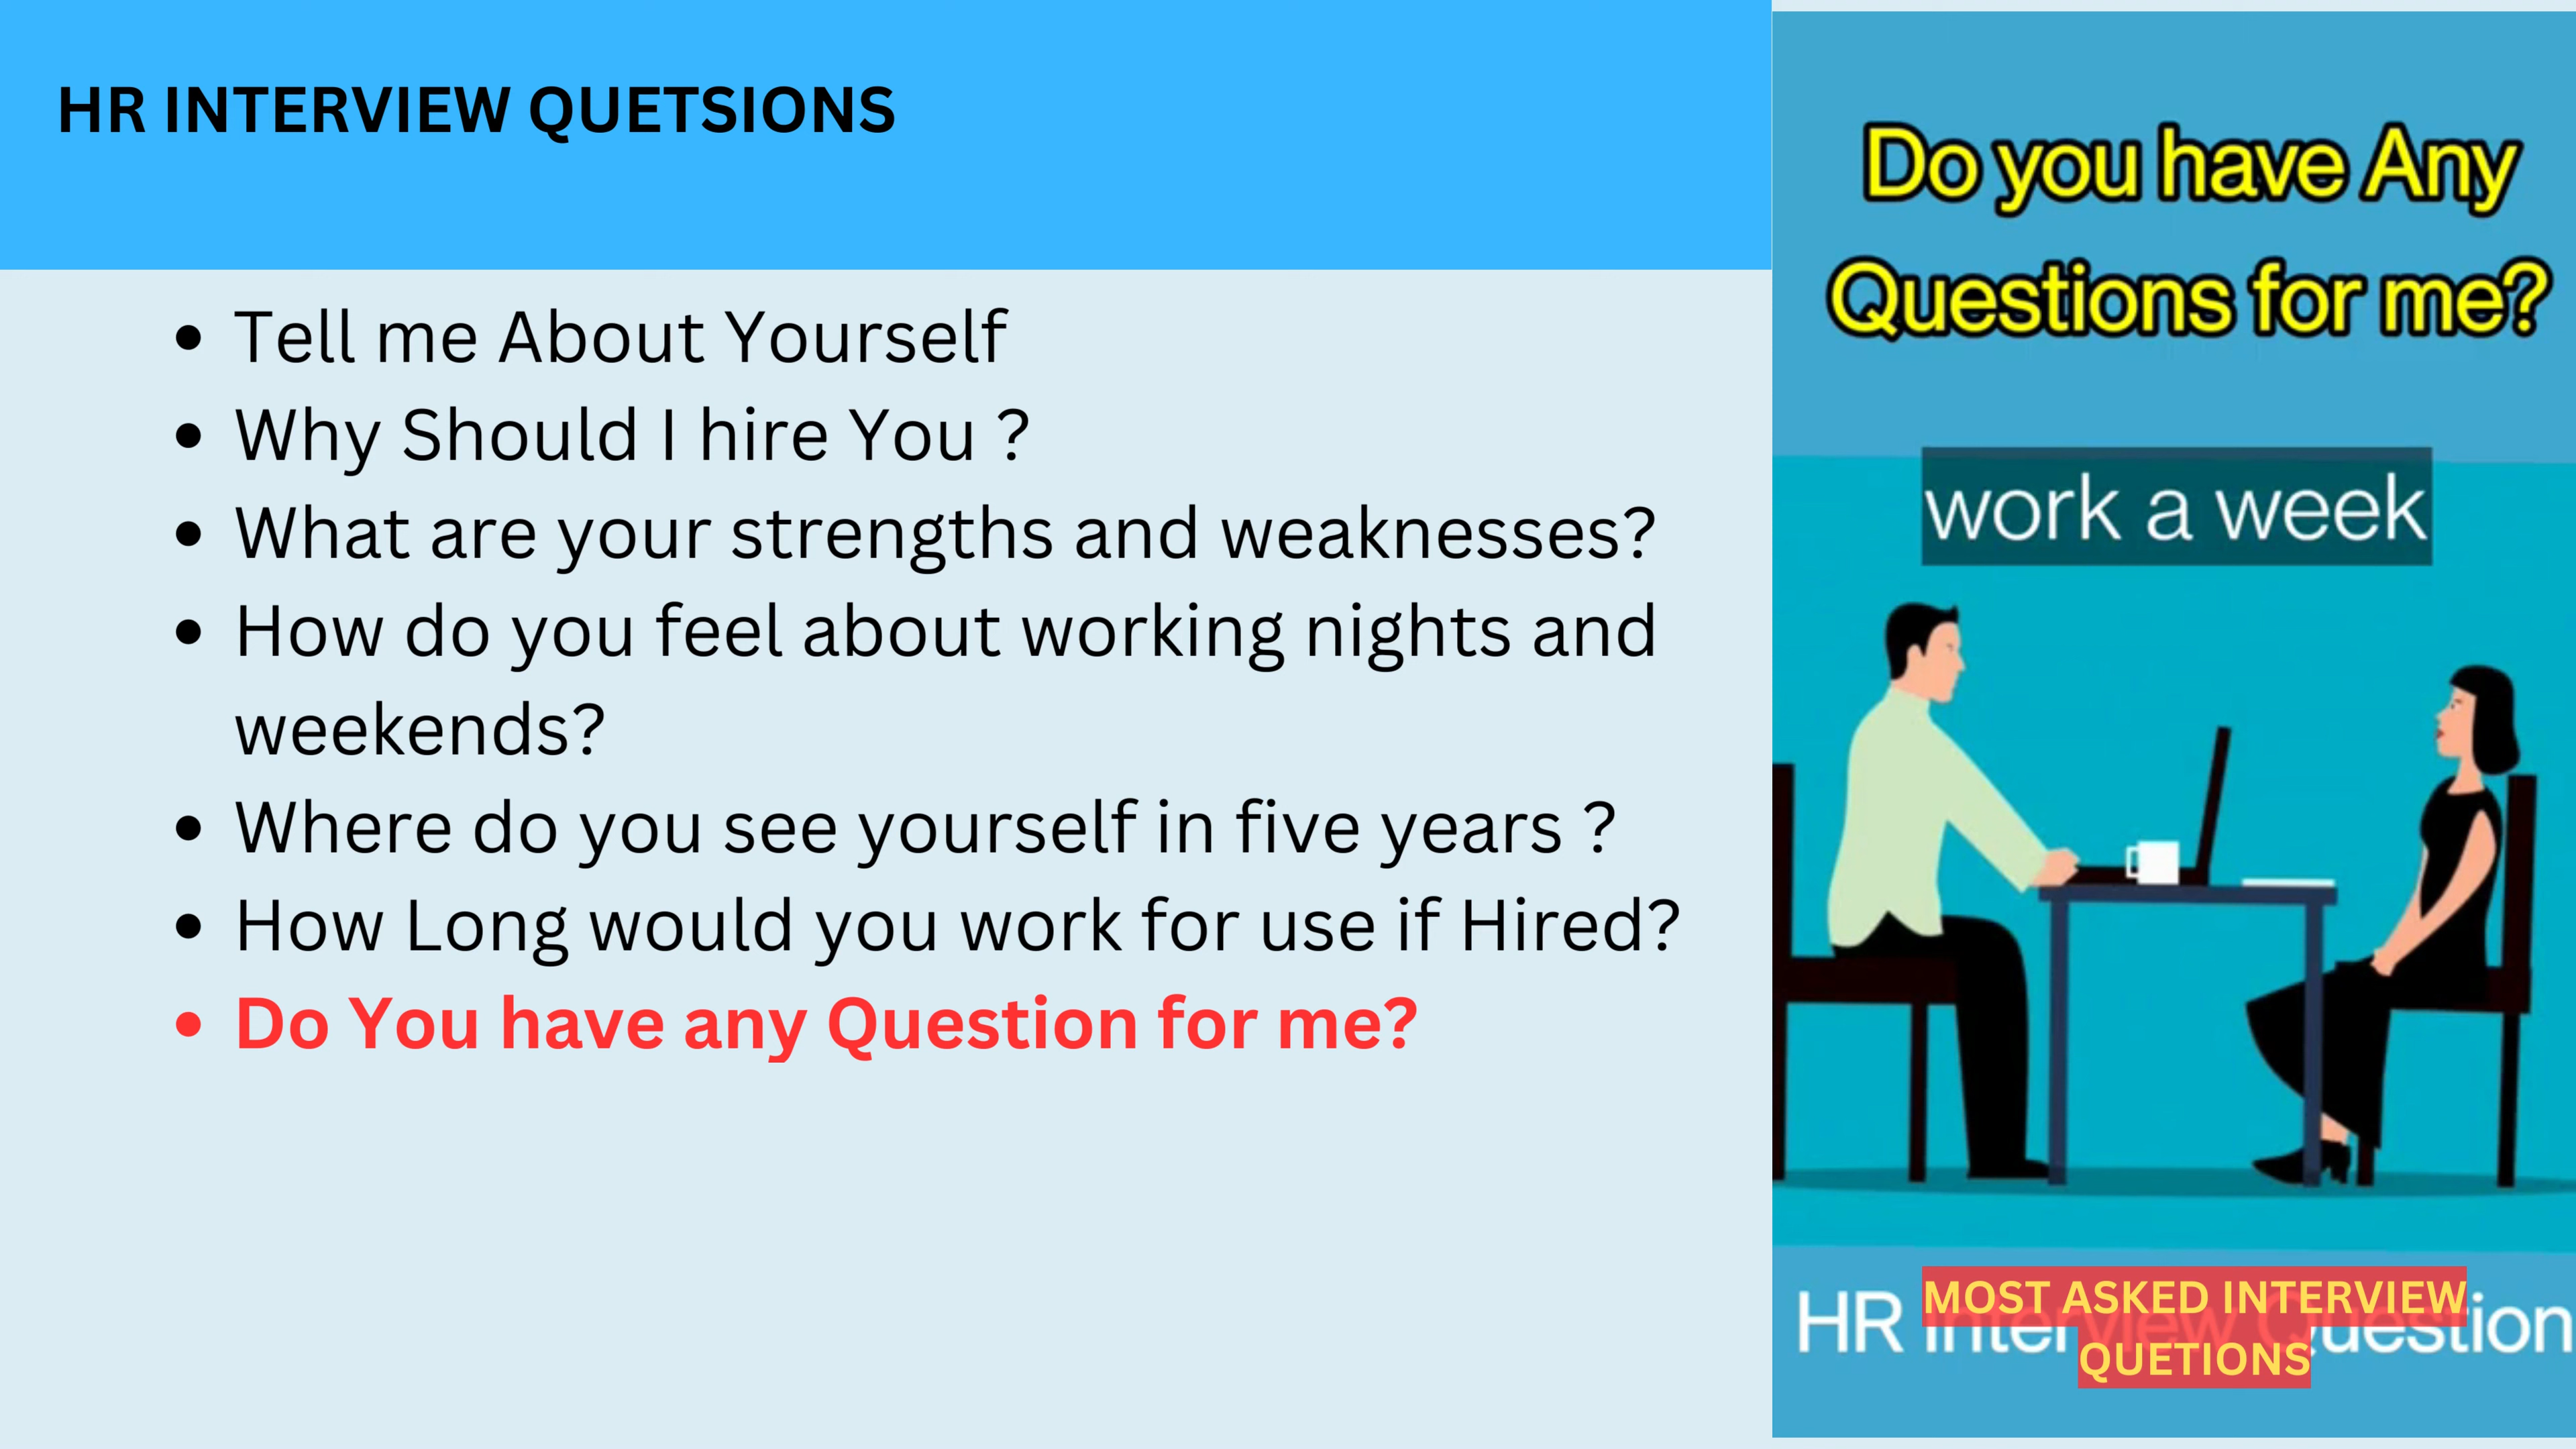 HR INTERVIEW QUETSIONS
Tell me About Yourself
Why Should I hire You ?
What are your strengths and weaknesses?
How do you feel about working nights and
weekends?
Where do you see yourself in five years ?
How Long would you work for use if Hired?
Do You have any Question for me?
Do you have Any
Questions for me?
work a week
HR Interview Question
MOST ASKED INTERVIEW
QUETIONS